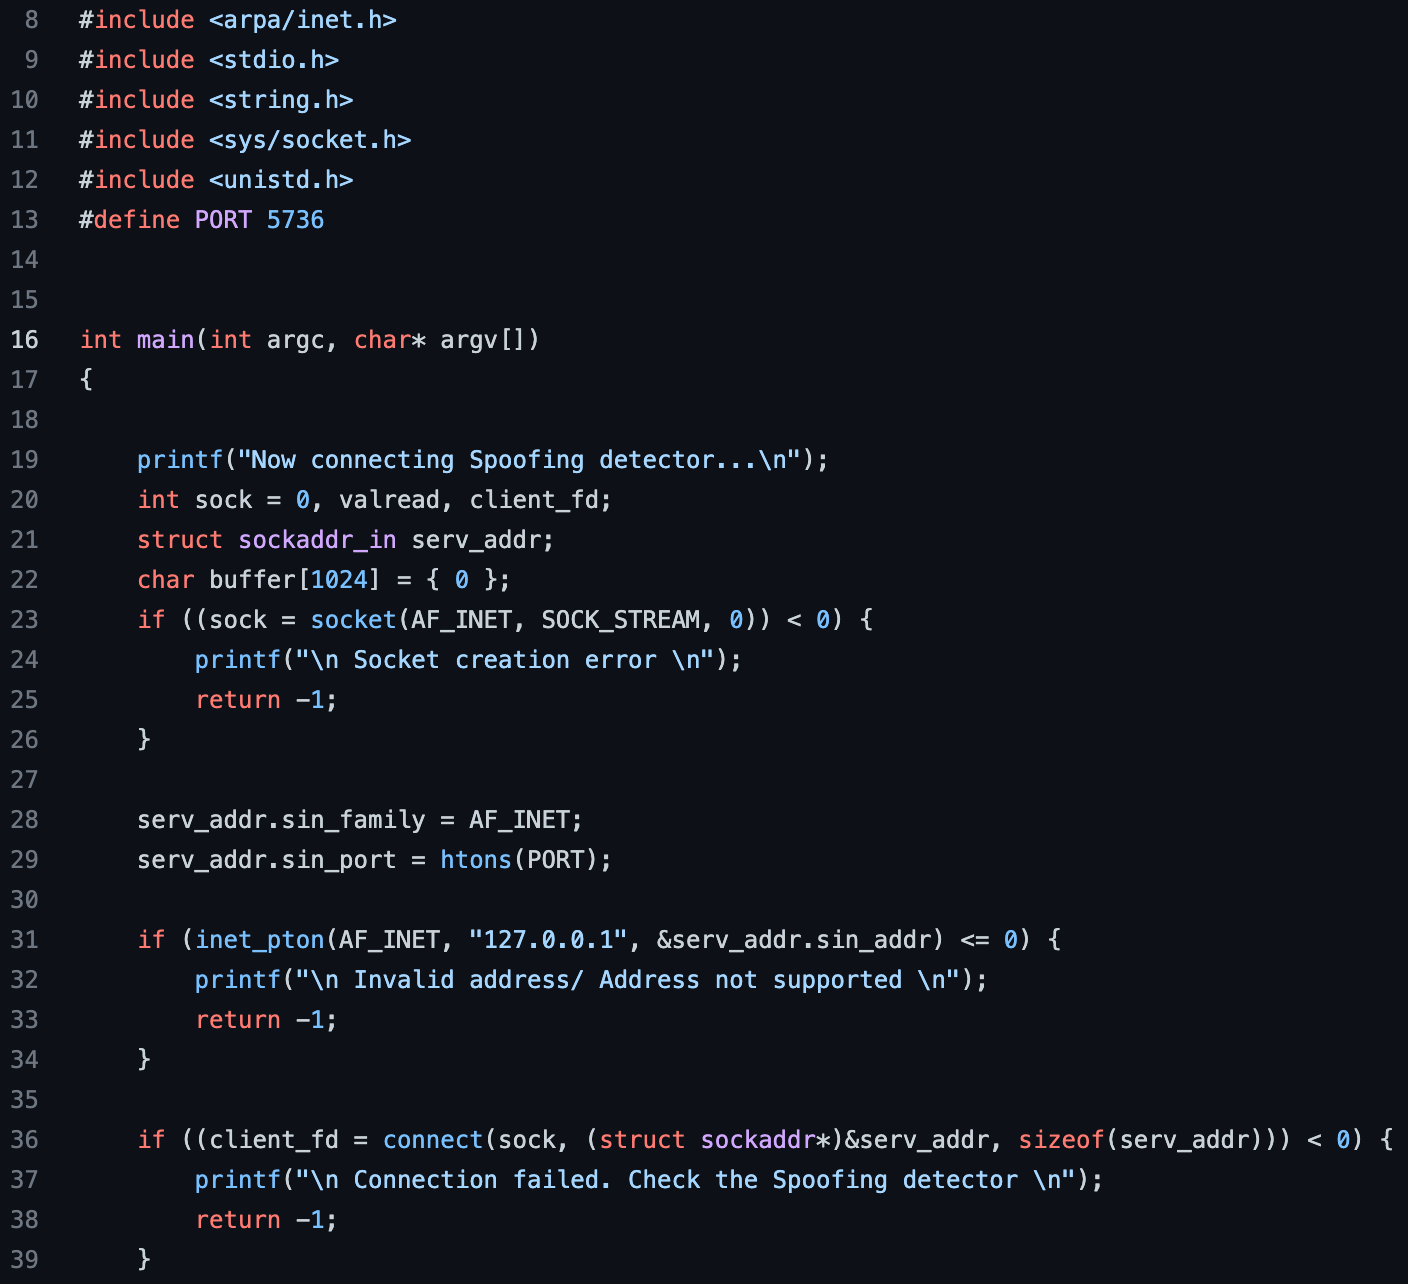 8 #include <arpa/inet.h>
9 #include <stdio.h>
10 #include <string.h>
11 #include <sys/socket.h>
12 #include <unistd.h>
13 #define PORT 5736
14
15
16 int main(int argc, char* argv[])
17 {
18
19     printf("Now connecting Spoofing detector...\n");
20     int sock = 0, valread, client_fd;
21     struct sockaddr_in serv_addr;
22     char buffer[1024] = { 0 };
23     if ((sock = socket(AF_INET, SOCK_STREAM, 0)) < 0) {
24         printf("\n Socket creation error \n");
25         return -1;
26     }
27
28     serv_addr.sin_family = AF_INET;
29     serv_addr.sin_port = htons(PORT);
30
31     if (inet_pton(AF_INET, "127.0.0.1", &serv_addr.sin_addr) <= 0) {
32         printf("\n Invalid address/ Address not supported \n");
33         return -1;
34     }
35
36     if ((client_fd = connect(sock, (struct sockaddr*)&serv_addr, sizeof(serv_addr))) < 0) {
37         printf("\n Connection failed. Check the Spoofing detector \n");
38         return -1;
39     }